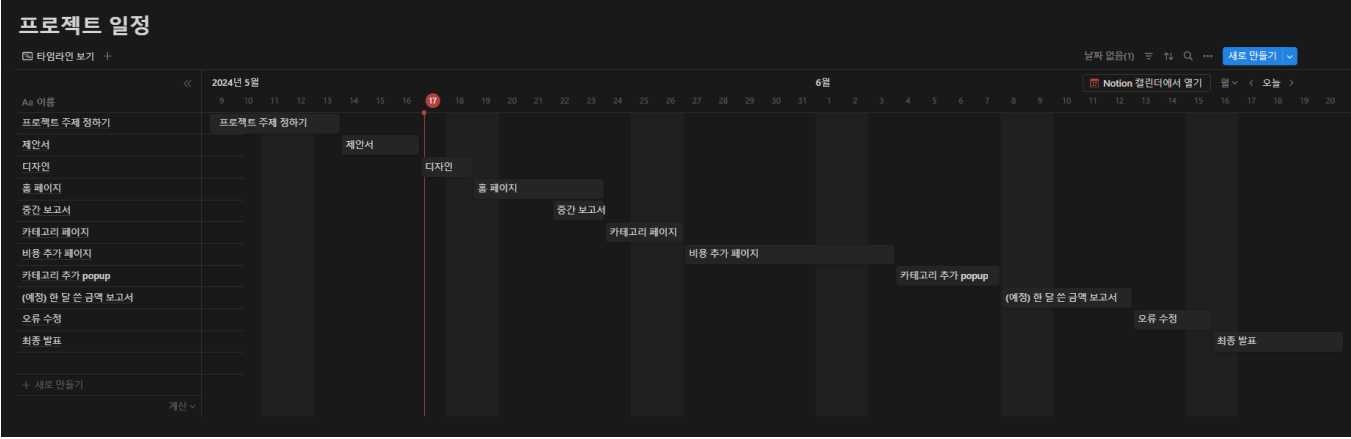 프로젝트 일정
타임라인 보기 +
날짜 없음(1) ... 새로 만들기
2024년 5월 6월 Notion 캘린더에서 열기 월 < 오늘 >
Aa 이름
9 10 11 12 13 14 15 16 17 18 19 20 21 22 23 24 25 26 27 28 29 30 31 1 2 3 4 5 6 7 8 9 10 11 12 13 14 15 16 17 18 19 20
프로젝트 주제 정하기 프로젝트 주제 정하기
제안서 제안서
디자인 디자인
홈 페이지 홈 페이지
중간 보고서 중간 보고서
카테고리 페이지 카테고리 페이지
비용 추가 페이지 비용 추가 페이지
카테고리 추가 popup 카테고리 추가 popup
(예정) 한 달 쓴 금액 보고서 (예정) 한 달 쓴 금액 보고서
오류 수정 오류 수정
최종 발표 최종 발표
+ 새로 만들기
계산